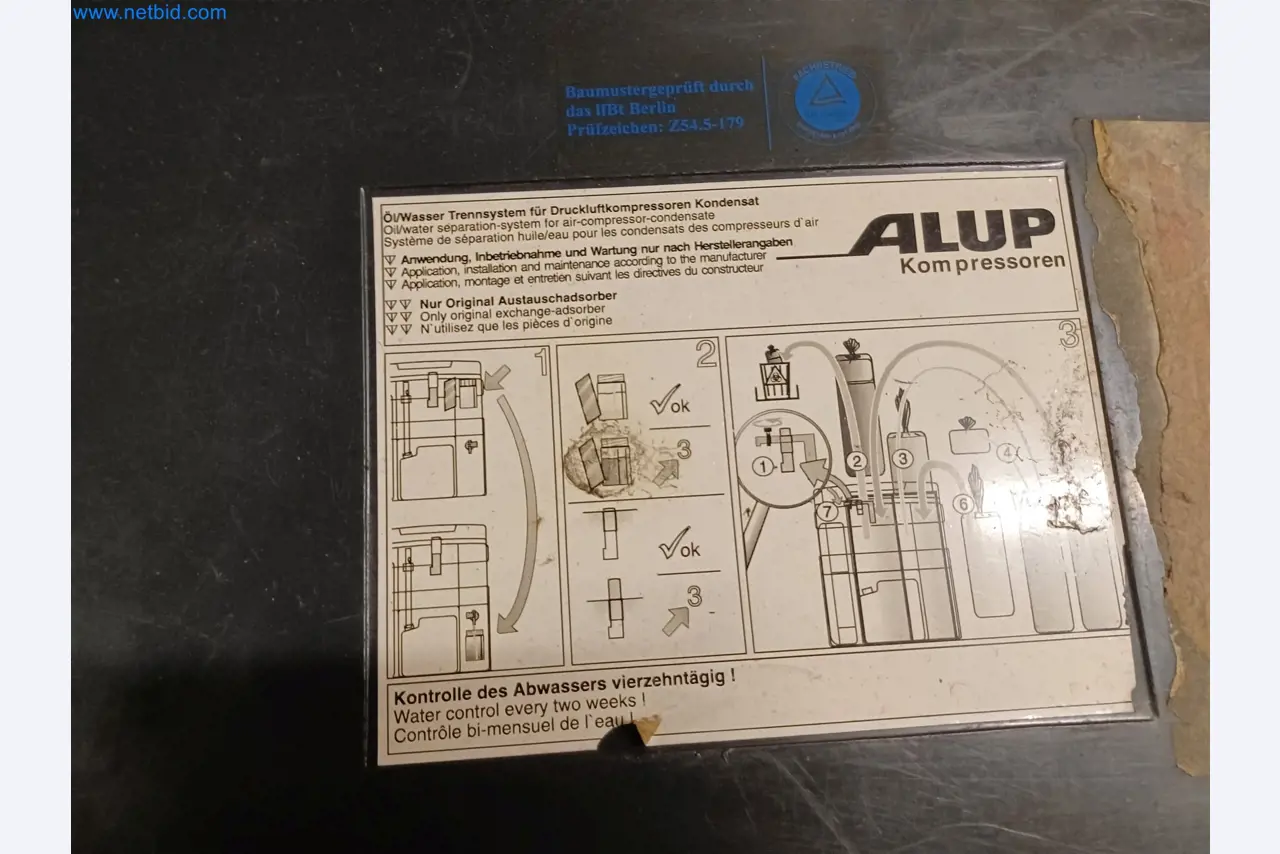 www.netbid.com
Baumustergeprüft durch
das IfBt Berlin
Prüfzeichen: Z54.5-179
Öl/Wasser Trennsystem für Druckluftkompressoren Kondensat
Oil/water separation-system for air-compressor-condensate
Système de séparation huile/eau pour les condensats des compresseurs d`air
Anwendung, Inbetriebnahme und Wartung nur nach Herstellerangaben
Application, installation and maintenance according to the manufacturer
Application, montage et entretien suivant les directives du constructeur
ALUP
Kompressoren
Nur Original Austauschadsorber
Only original exchange-adsorber
N`utilisez que les pièces d`origine
1
2
ok
3
ok
3
3
1
2
3
4
6
7
Kontrolle des Abwassers vierzehntägig !
Water control every two weeks !
Contrôle bi-mensuel de l`eau !